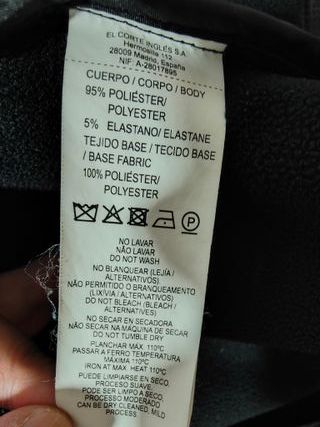 EL CORTE INGLÉS S.A.
Hermosilla 112
28009 Madrid, España
NIF: A-28017895
CUERPO / CORPO / BODY
95% POLIÉSTER/
POLYESTER
5% ELASTANO/ ELASTANE
TEJIDO BASE / TECIDO BASE
/ BASE FABRIC
100% POLIÉSTER/
POLYESTER
P
NO LAVAR
NÃO LAVAR
DO NOT WASH
NO BLANQUEAR (LEJÍA /
ALTERNATIVOS)
NÃO PERMITIDO O BRANQUEAMENTO
(LIXÍVIA / ALTERNATIVOS)
DO NOT BLEACH (BLEACH /
ALTERNATIVES)
NO SECAR EN SECADORA
NÃO SECAR NA MÁQUINA DE SECAR
DO NOT TUMBLE DRY
PLANCHAR MÁX. 110ºC
PASSAR A FERRO TEMPERATURA
MÁXIMA 110ºC
IRON AT MAX. HEAT 110ºC
PUEDE LIMPIARSE EN SECO,
PROCESO SUAVE.
PODE SER LIMPO A SECO,
PROCESSO MODERADO
CAN BE DRY CLEANED, MILD
PROCESS